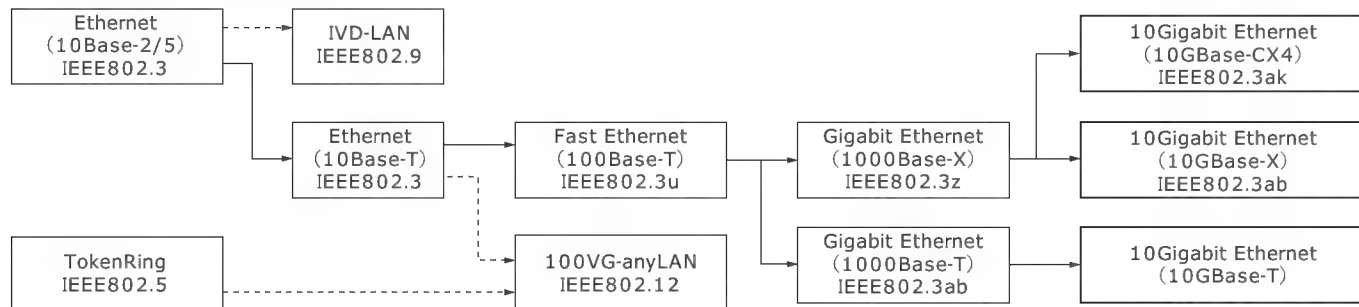 Ethernet
(10Base-2/5)
IEEE802.3
IVD-LAN
IEEE802.9
10Gigabit Ethernet
(10GBase-CX4)
IEEE802.3ak
Ethernet
(10Base-T)
IEEE802.3
Fast Ethernet
(100Base-T)
IEEE802.3u
Gigabit Ethernet
(1000Base-X)
IEEE802.3z
10Gigabit Ethernet
(10GBase-X)
IEEE802.3ab
TokenRing
IEEE802.5
100VG-anyLAN
IEEE802.12
Gigabit Ethernet
(1000Base-T)
IEEE802.3ab
10Gigabit Ethernet
(10GBase-T)